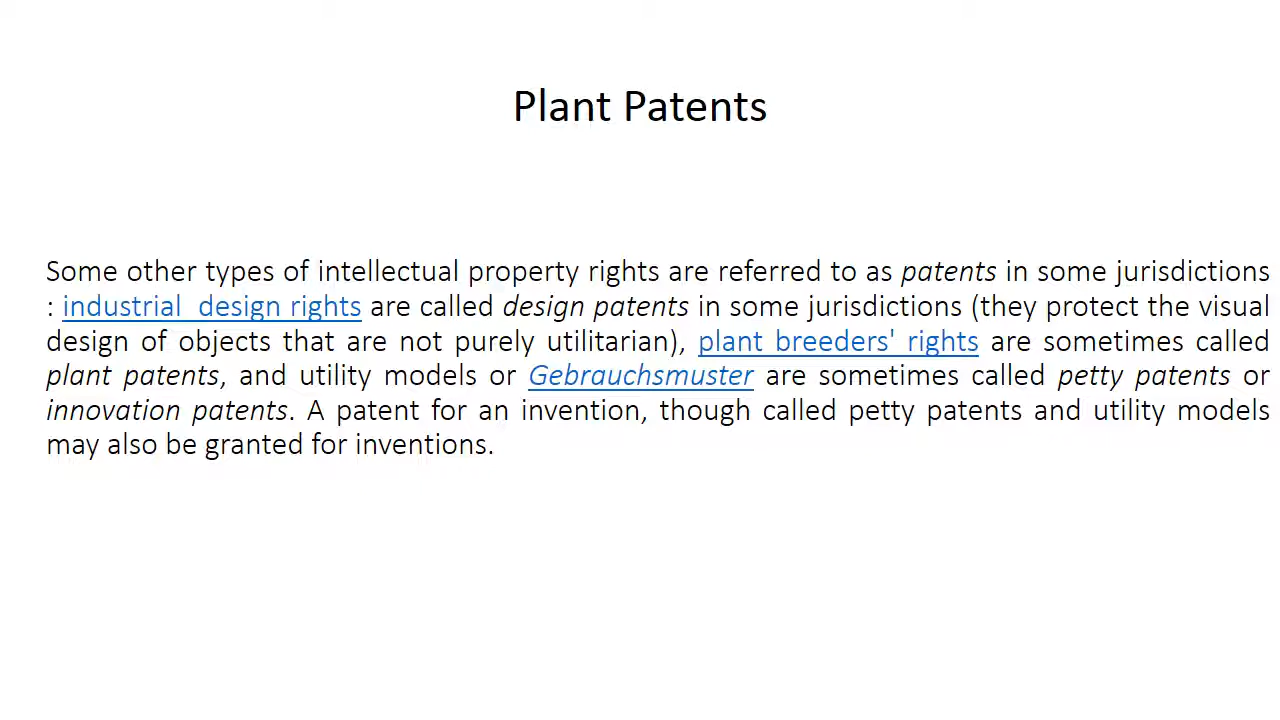 Plant Patents
Some other types of intellectual property rights are referred to as patents in some jurisdictions
: industrial  design rights are called design patents in some jurisdictions (they protect the visual
design of objects that are not purely utilitarian), plant breeders' rights are sometimes called
plant patents, and utility models or Gebrauchsmuster are sometimes called petty patents or
innovation patents. A patent for an invention, though called petty patents and utility models
may also be granted for inventions.